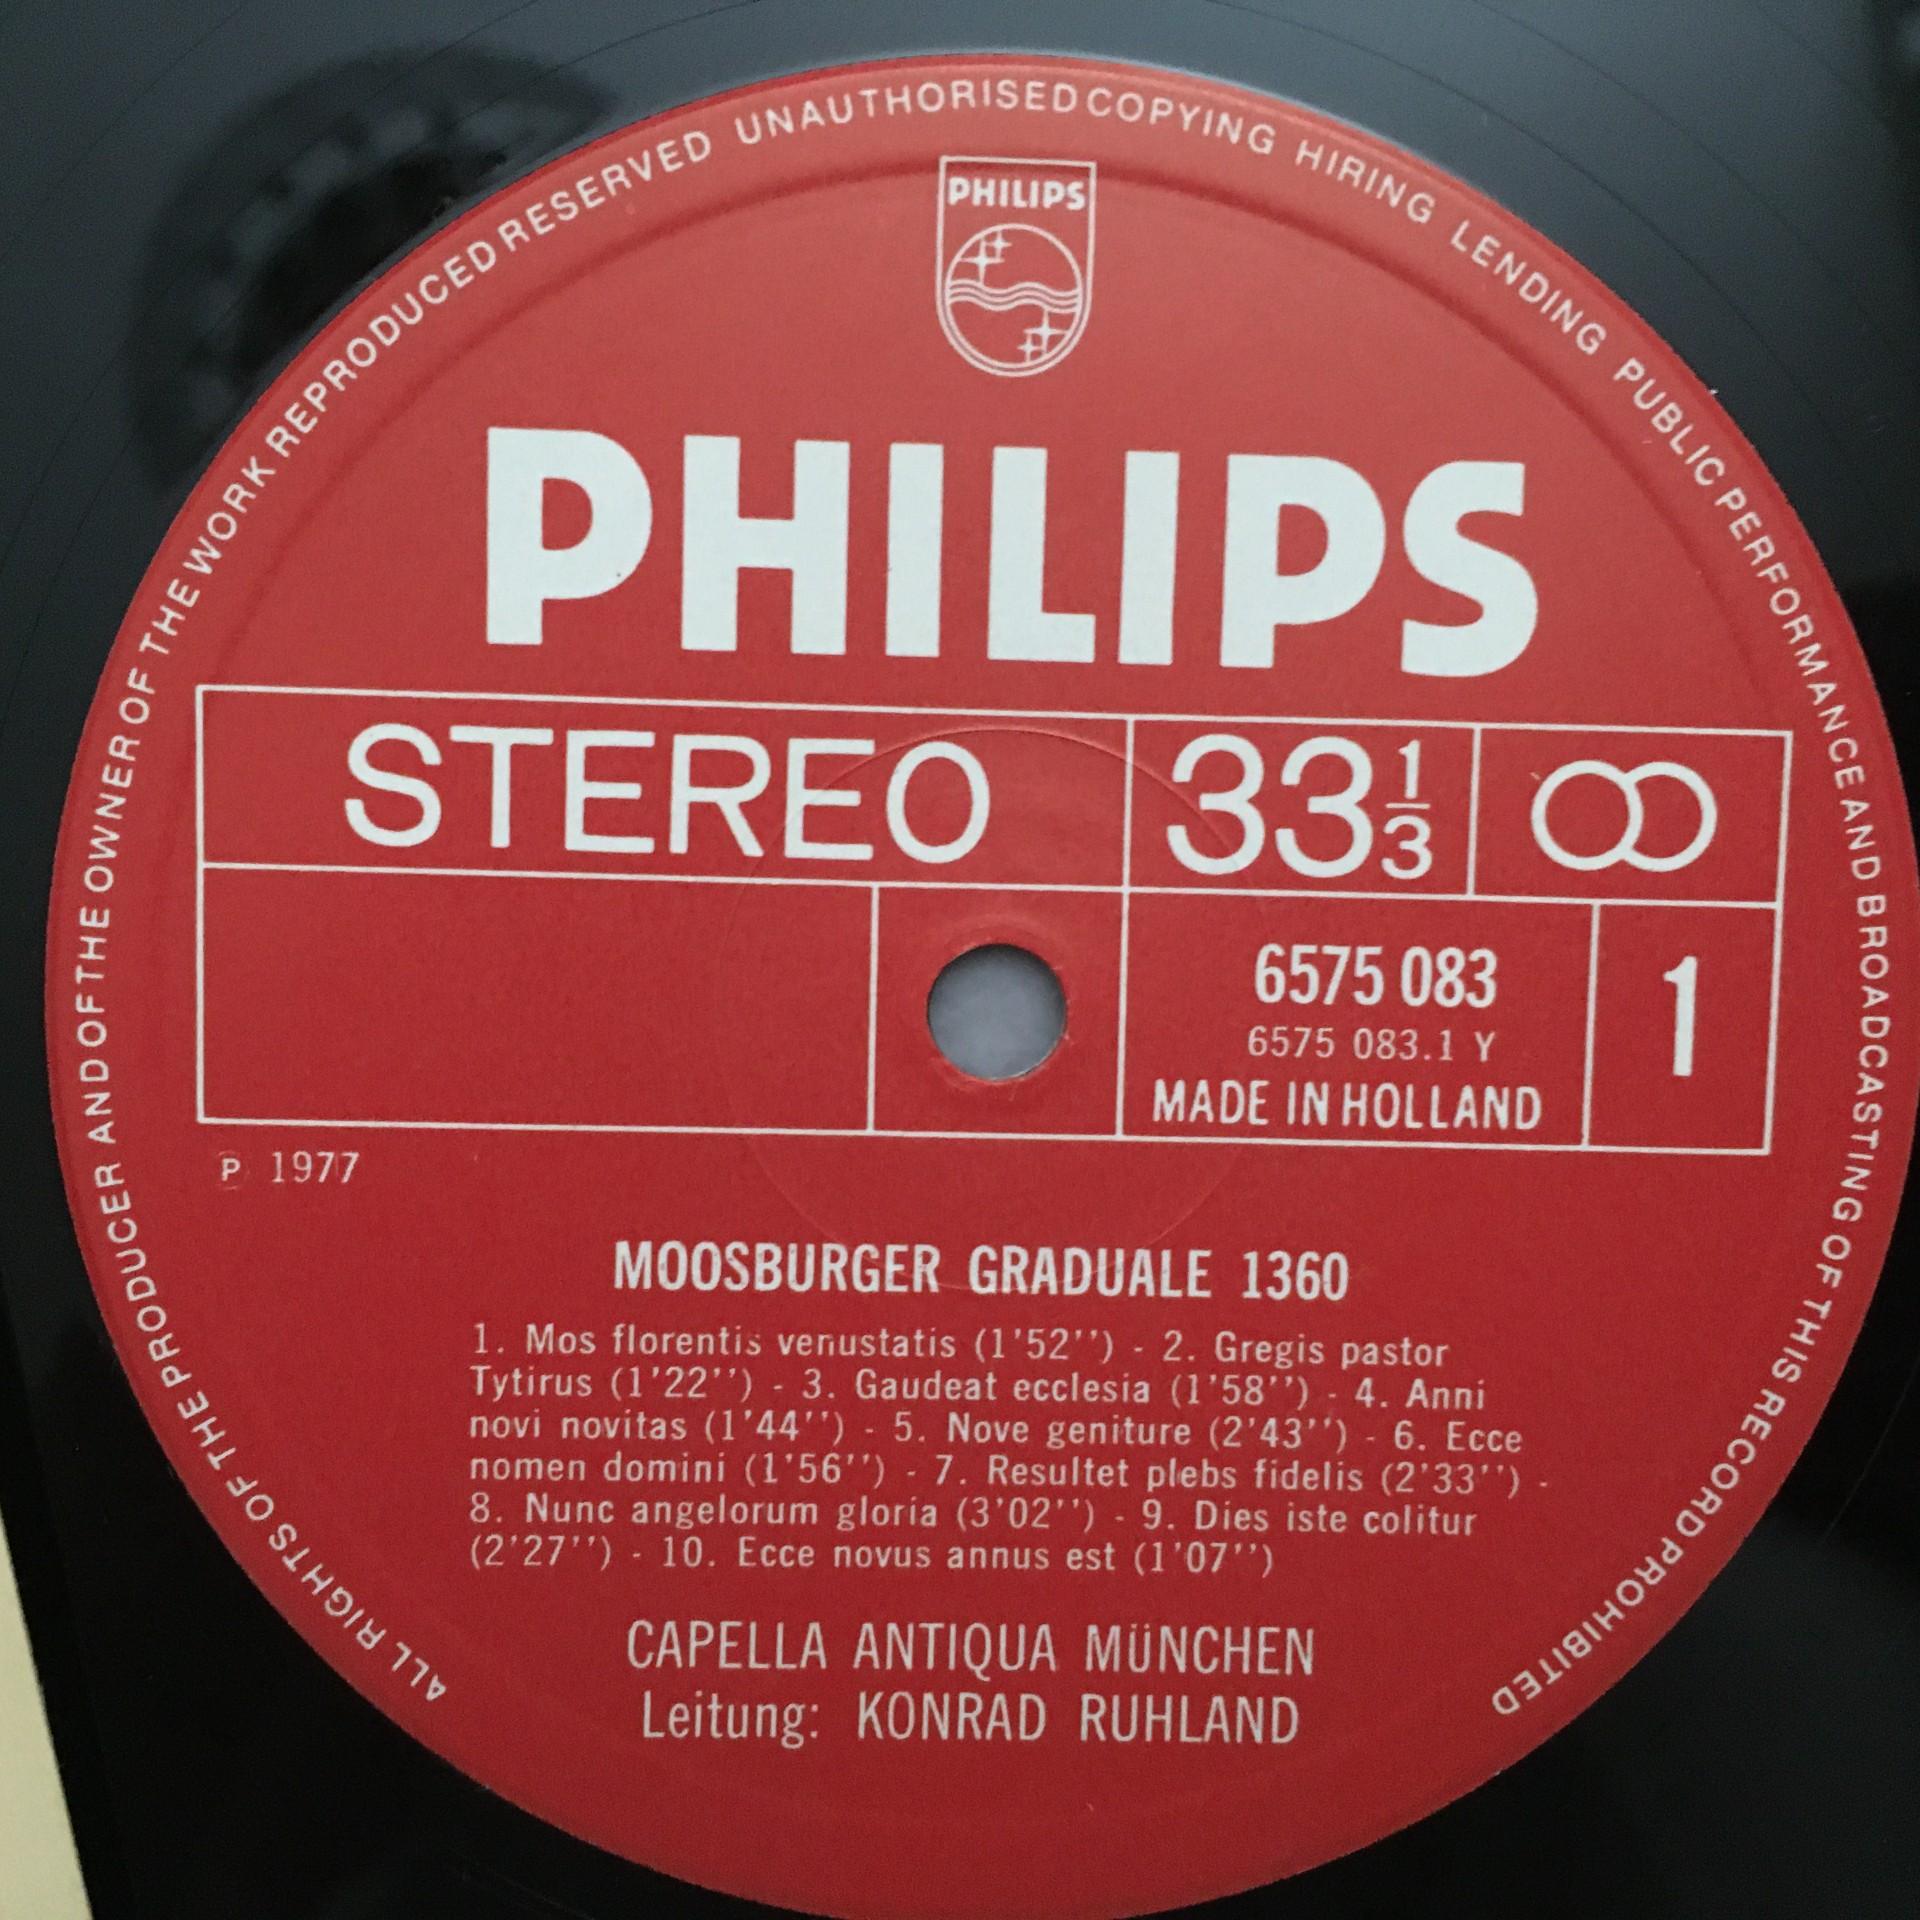 ALL RIGHTS OF THE PRODUCER AND OF THE OWNER OF THE WORK REPRODUCED RESERVED UNAUTHORISED COPYING HIRING LENDING PUBLIC PERFORMANCE AND BROADCASTING OF THIS RECORD PROHIBITED
PHILIPS
PHILIPS
STEREO 33 1/3
6575 083 1
6575 083.1 Y
MADE IN HOLLAND
P 1977
MOOSBURGER GRADUALE 1360
1. Mos florentis venustatis (1'52'') - 2. Gregis pastor
Tytirus (1'22'') - 3. Gaudeat ecclesia (1'58'') - 4. Anni
novi novitas (1'44'') - 5. Nove geniture (2'43'') - 6. Ecce
nomen domini (1'56'') - 7. Resultet plebs fidelis (2'33'') -
8. Nunc angelorum gloria (3'02'') - 9. Dies iste colitur
(2'27'') - 10. Ecce novus annus est (1'07'')
CAPELLA ANTIQUA MÜNCHEN
Leitung: KONRAD RUHLAND